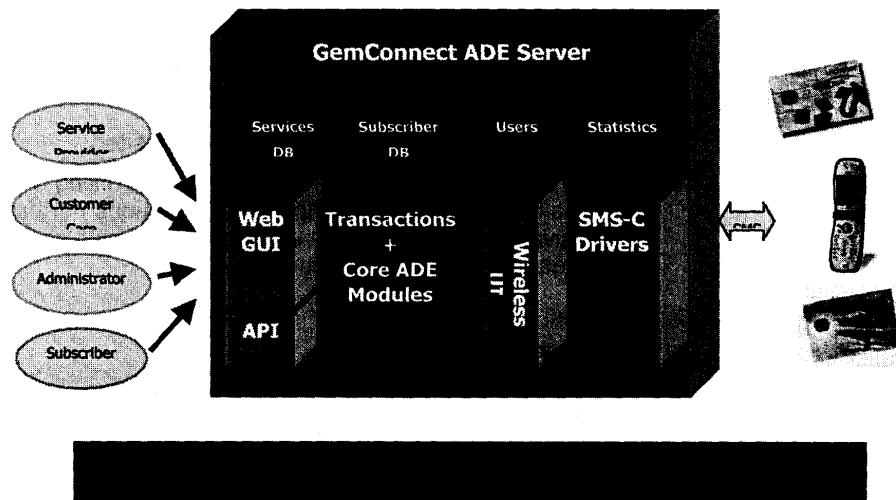 GemConnect ADE Server
Services
DB
Subscriber
DB
Users
Statistics
Service
Customer
Administrator
Subscriber
Web
GUI
API
Transactions
+
Core ADE
Modules
Wireless
SMS-C
Drivers